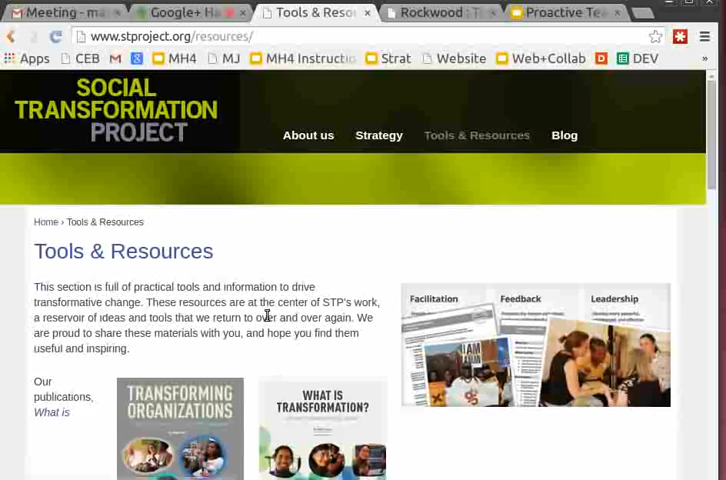 Meeting - ma
Google+ Ha
Tools & Resou
Rockwood : T
Proactive Tea
www.stproject.org/resources/
Apps CEB MH4 MJ MH4 Instructio Strat Website Web+Collab D DEV »
SOCIAL
TRANSFORMATION
PROJECT
About us Strategy Tools & Resources Blog
Home › Tools & Resources
Tools & Resources
This section is full of practical tools and information to drive
transformative change. These resources are at the center of STP's work,
a reservoir of ideas and tools that we return to over and over again. We
are proud to share these materials with you, and hope you find them
useful and inspiring.
Facilitation Feedback Leadership
I AM
Our
publications,
What is
TRANSFORMING
ORGANIZATIONS
WHAT IS
TRANSFORMATION?